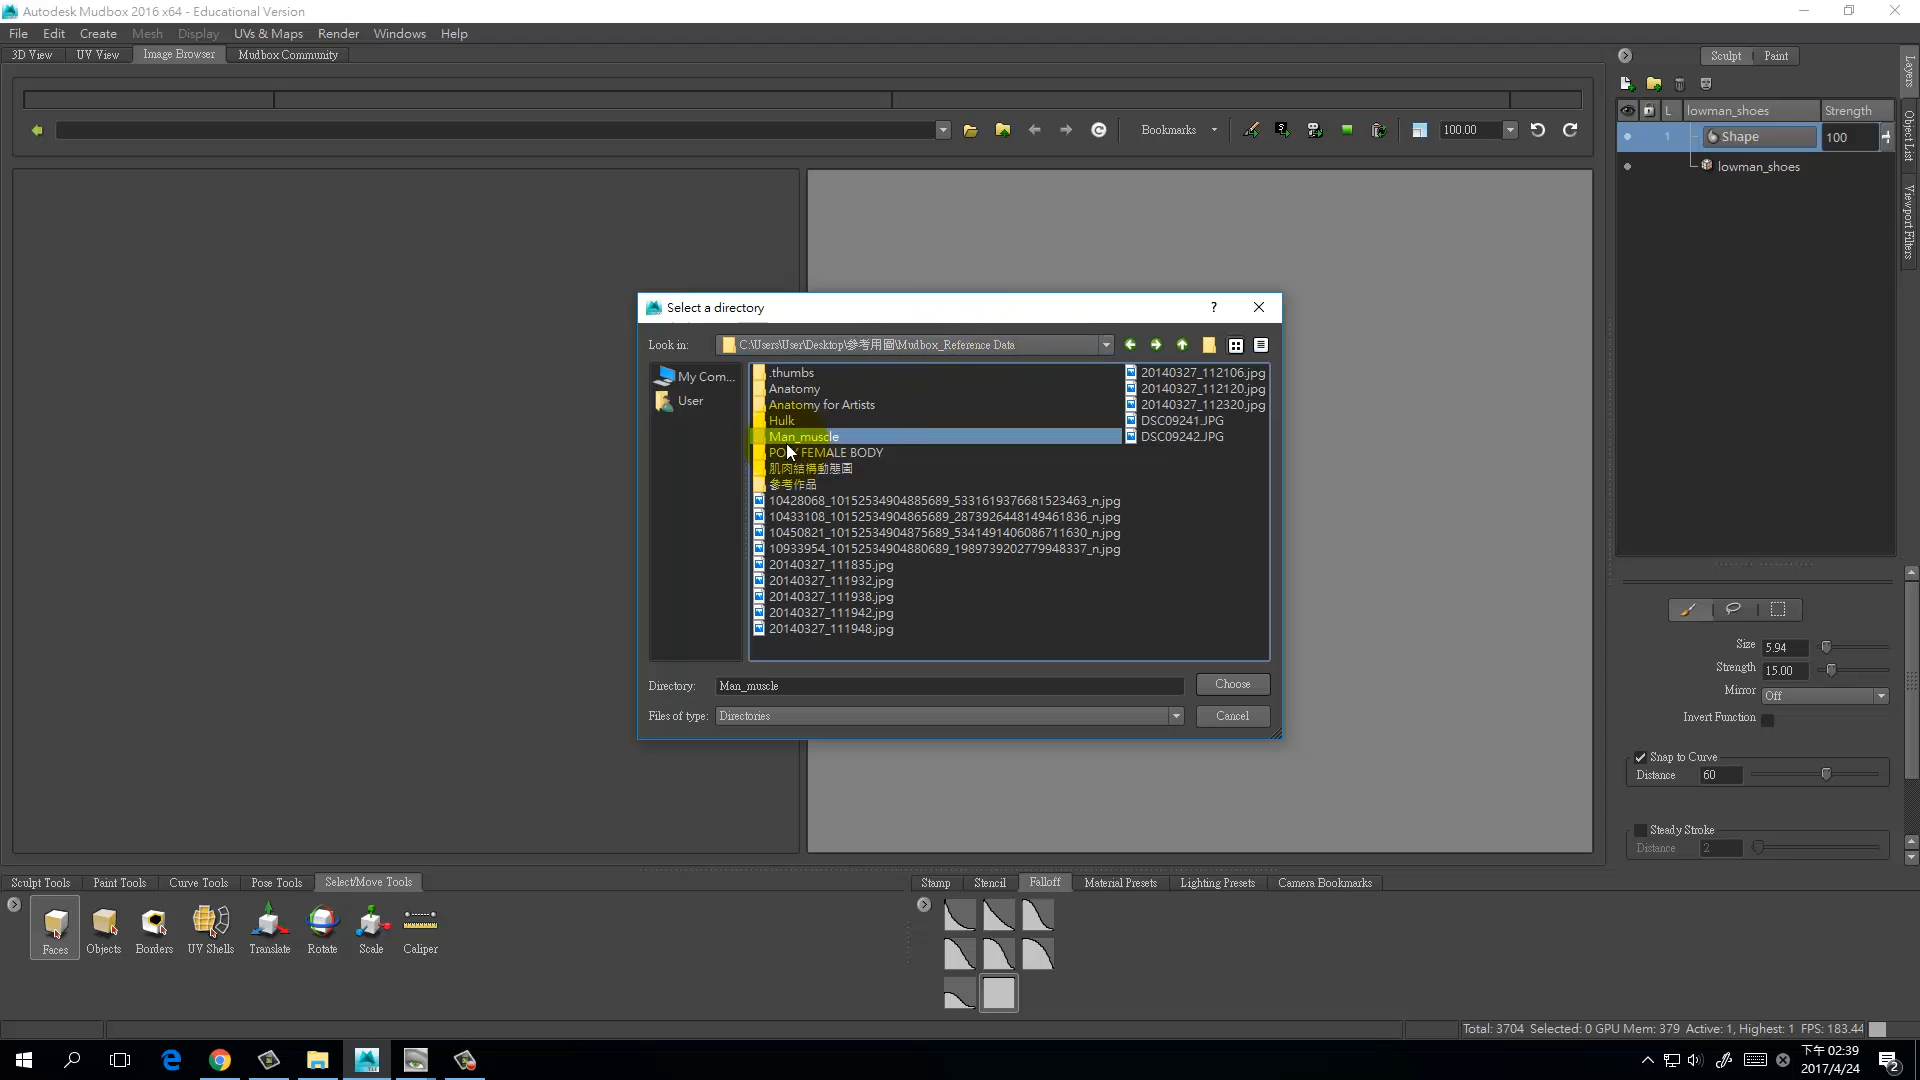 Autodesk Mudbox 2016 x64 - Educational Version
File Edit Create Mesh Display UVs & Maps Render Windows Help
3D View UV View Image Browser Mudbox Community
Sculpt Paint
Bookmarks 100.00
L lowman_shoes Strength
1 Shape 100
lowman_shoes
Layers
Object List
Viewport Filters
Select a directory
Look in: C:\Users\User\Desktop\參考用圖\Mudbox_Reference Data
My Com...
User
.thumbs
Anatomy
Anatomy for Artists
Hulk
Man_muscle
POLY FEMALE BODY
肌肉結構動態圖
參考作品
10428068_10152534904885689_5331619376681523463_n.jpg
10433108_10152534904865689_2873926448149461836_n.jpg
10450821_10152534904875689_5341491406086711630_n.jpg
10933954_10152534904880689_1989739202779948337_n.jpg
20140327_111835.jpg
20140327_111932.jpg
20140327_111938.jpg
20140327_111942.jpg
20140327_111948.jpg
20140327_112106.jpg
20140327_112120.jpg
20140327_112320.jpg
DSC09241.JPG
DSC09242.JPG
Directory: Man_muscle Choose
Files of type: Directories Cancel
Size 5.94
Strength 15.00
Mirror Off
Invert Function
Snap to Curve
Distance 60
Steady Stroke
Distance 2
Sculpt Tools Paint Tools Curve Tools Pose Tools Select/Move Tools
Faces Objects Borders UV Shells Translate Rotate Scale Caliper
Stamp Stencil Falloff Material Presets Lighting Presets Camera Bookmarks
Total: 3704 Selected: 0 GPU Mem: 379 Active: 1, Highest: 1 FPS: 183.44
下午 02:39
2017/4/24
2